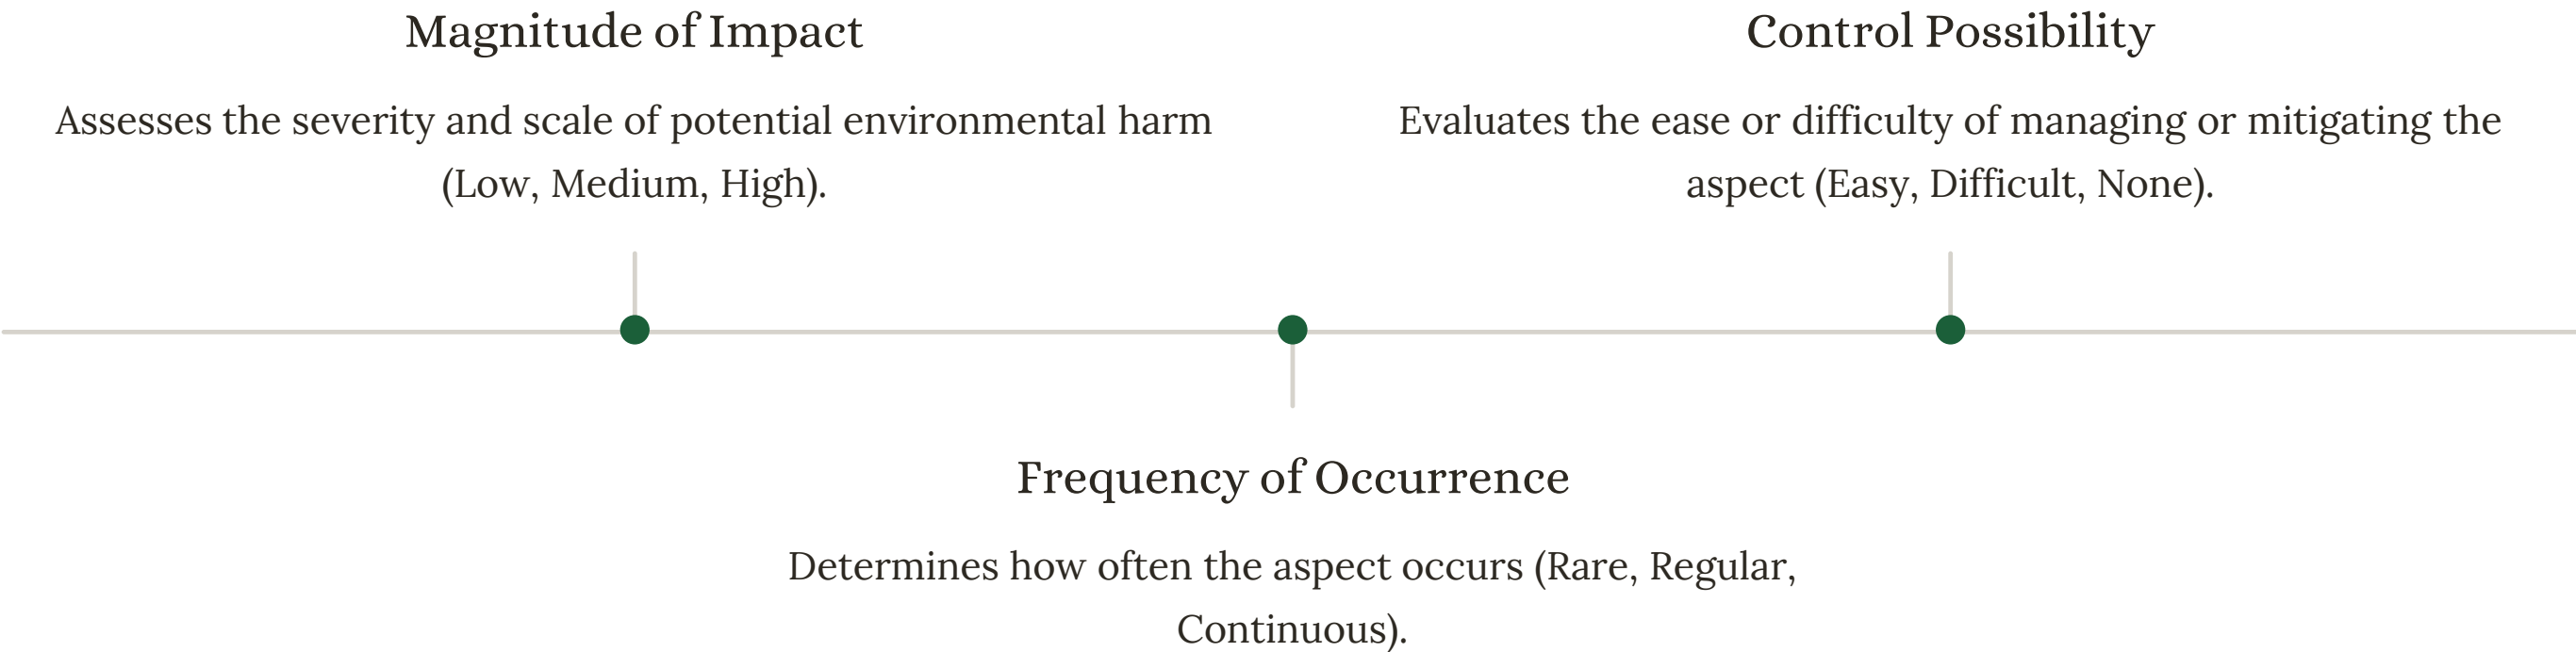 Magnitude of Impact
Assesses the severity and scale of potential environmental harm
(Low, Medium, High).
Frequency of Occurrence
Determines how often the aspect occurs (Rare, Regular,
Continuous).
Control Possibility
Evaluates the ease or difficulty of managing or mitigating the
aspect (Easy, Difficult, None).